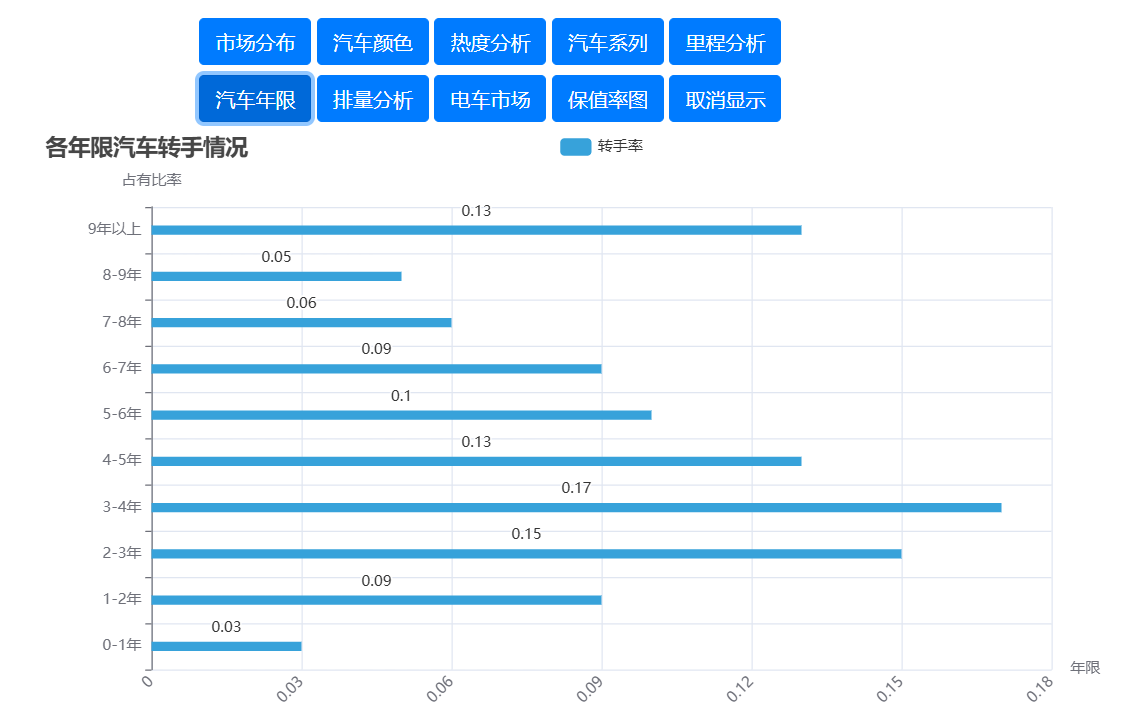 市场分布 汽车颜色 热度分析 汽车系列 里程分析
汽车年限 排量分析 电车市场 保值率图 取消显示
各年限汽车转手情况
转手率
占有比率
9年以上 0.13
8-9年 0.05
7-8年 0.06
6-7年 0.09
5-6年 0.1
4-5年 0.13
3-4年 0.17
2-3年 0.15
1-2年 0.09
0-1年 0.03
年限
0 0.03 0.06 0.09 0.12 0.15 0.18